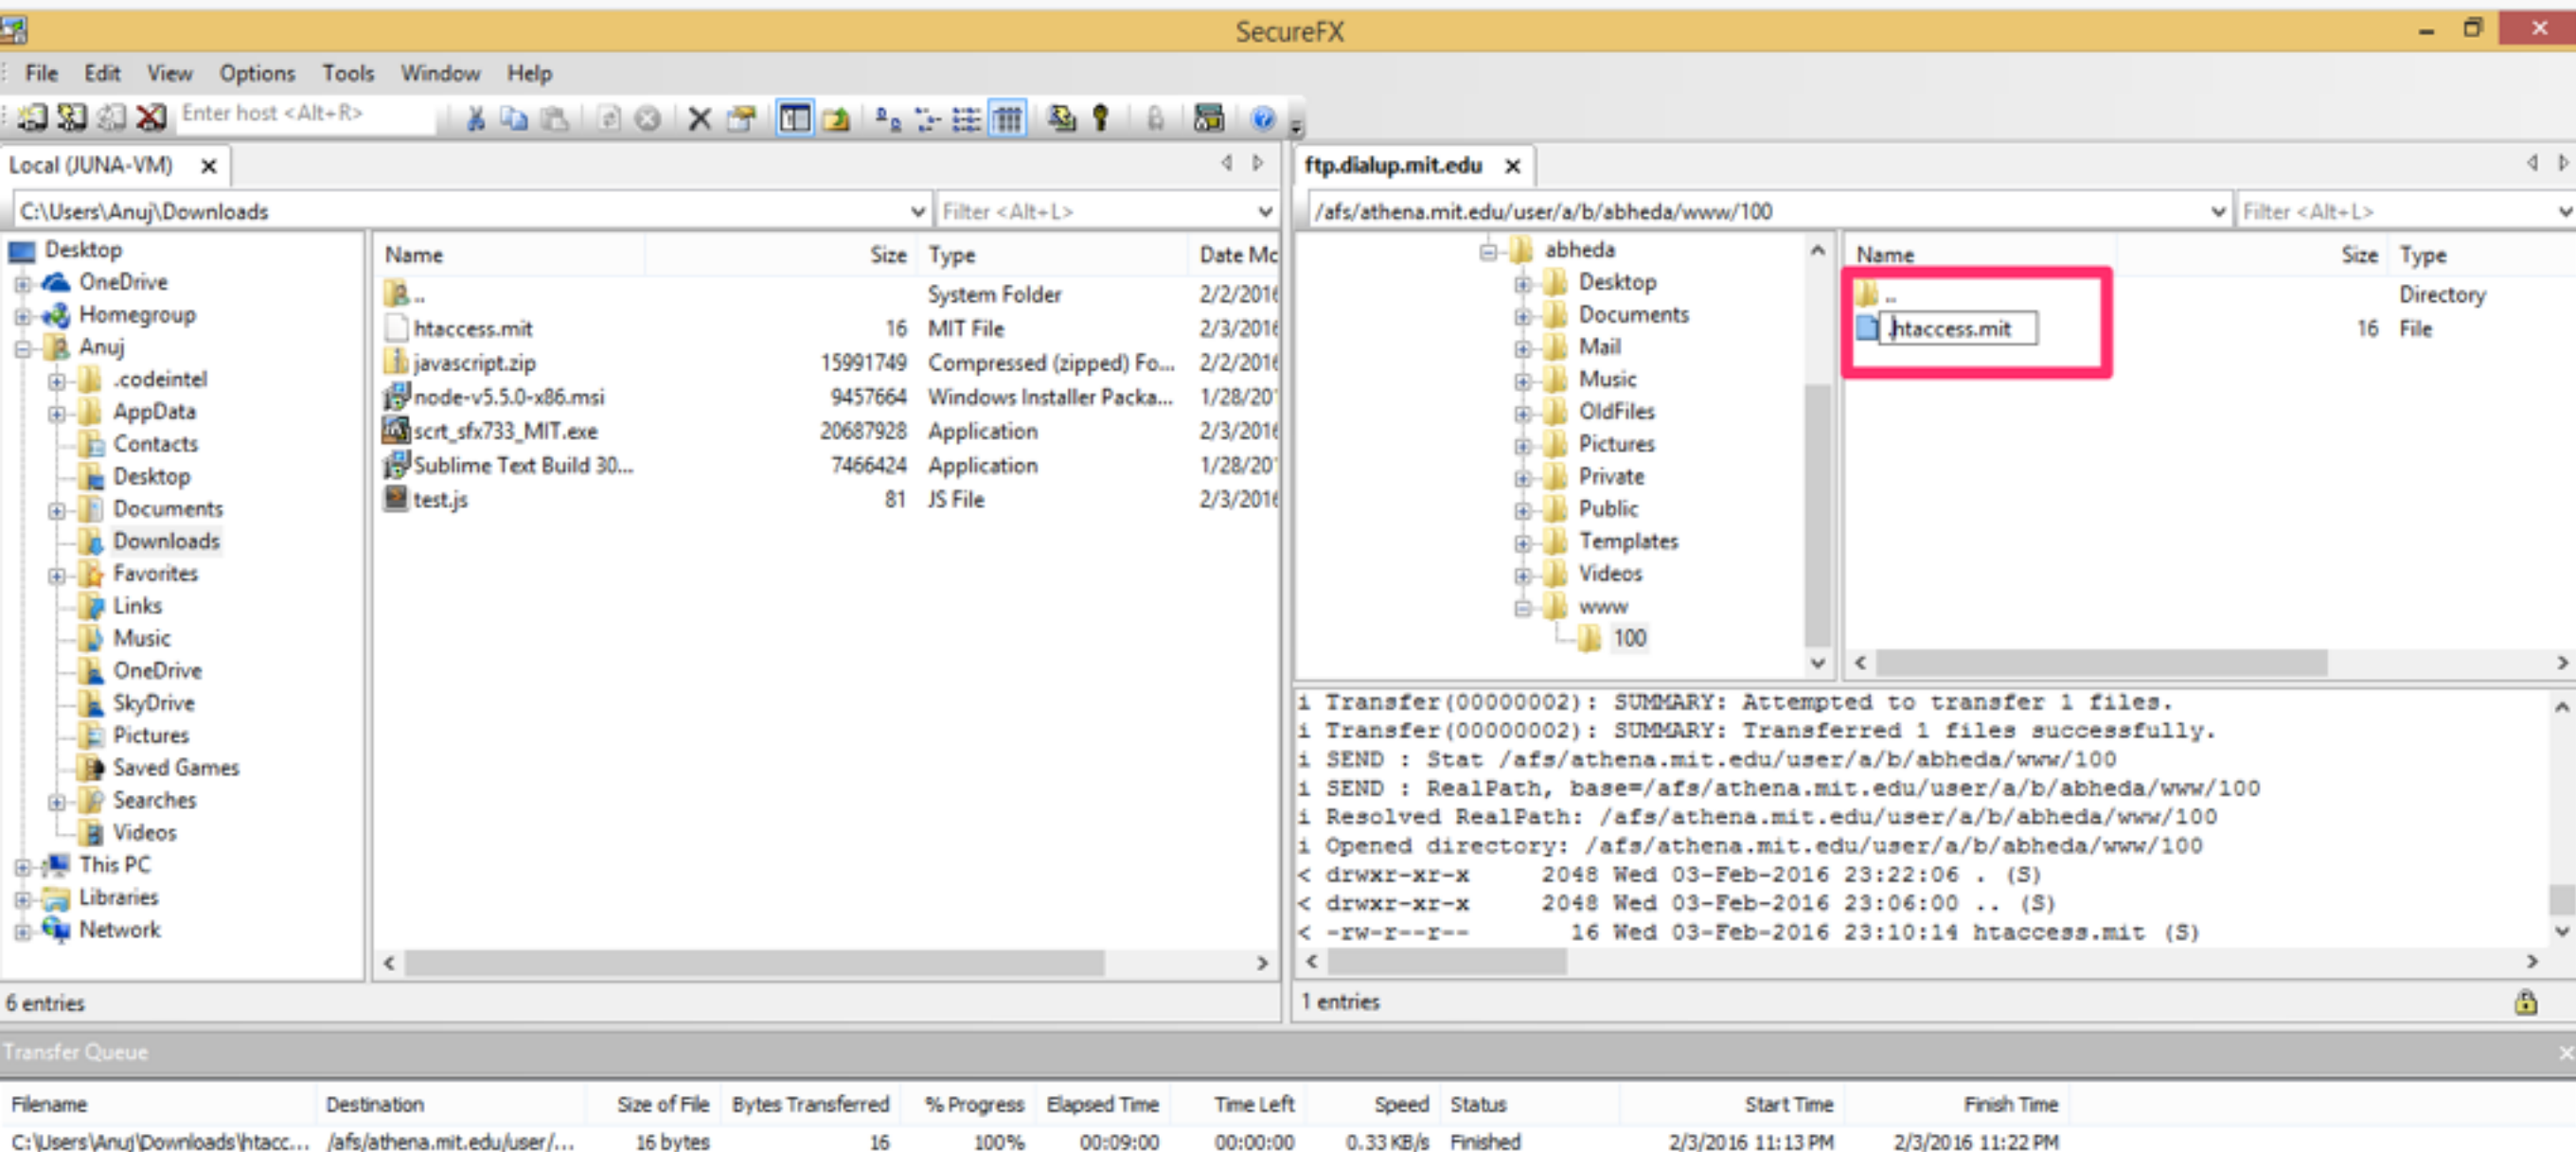 SecureFX
File Edit View Options Tools Window Help
Enter host <Alt+R>
Local (JUNA-VM)
C:\Users\Anuj\Downloads
Filter <Alt+L>
Desktop
OneDrive
Homegroup
Anuj
.codeintel
AppData
Contacts
Desktop
Documents
Downloads
Favorites
Links
Music
OneDrive
SkyDrive
Pictures
Saved Games
Searches
Videos
This PC
Libraries
Network
Name Size Type Date Mo
.. System Folder 2/2/2016
htaccess.mit 16 MIT File 2/3/2016
javascript.zip 15991749 Compressed (zipped) Fo... 2/2/2016
node-v5.5.0-x86.msi 9457664 Windows Installer Packa... 1/28/20
scrt_sfx733_MIT.exe 20687928 Application 2/3/2016
Sublime Text Build 30... 7466424 Application 1/28/20
test.js 81 JS File 2/3/2016
6 entries
ftp.dialup.mit.edu
/afs/athena.mit.edu/user/a/b/abheda/www/100
Filter <Alt+L>
abheda
Desktop
Documents
Mail
Music
OldFiles
Pictures
Private
Public
Templates
Videos
www
100
Name Size Type
.. Directory
.htaccess.mit 16 File
i Transfer(00000002): SUMMARY: Attempted to transfer 1 files.
i Transfer(00000002): SUMMARY: Transferred 1 files successfully.
i SEND : Stat /afs/athena.mit.edu/user/a/b/abheda/www/100
i SEND : RealPath, base=/afs/athena.mit.edu/user/a/b/abheda/www/100
i Resolved RealPath: /afs/athena.mit.edu/user/a/b/abheda/www/100
i Opened directory: /afs/athena.mit.edu/user/a/b/abheda/www/100
< drwxr-xr-x 2048 Wed 03-Feb-2016 23:22:06 . (S)
< drwxr-xr-x 2048 Wed 03-Feb-2016 23:06:00 .. (S)
< -rw-r--r-- 16 Wed 03-Feb-2016 23:10:14 htaccess.mit (S)
1 entries
Transfer Queue
Filename Destination Size of File Bytes Transferred % Progress Elapsed Time Time Left Speed Status Start Time Finish Time
C:\Users\Anuj\Downloads\htacc... /afs/athena.mit.edu/user/... 16 bytes 16 100% 00:09:00 00:00:00 0.33 KB/s Finished 2/3/2016 11:13 PM 2/3/2016 11:22 PM